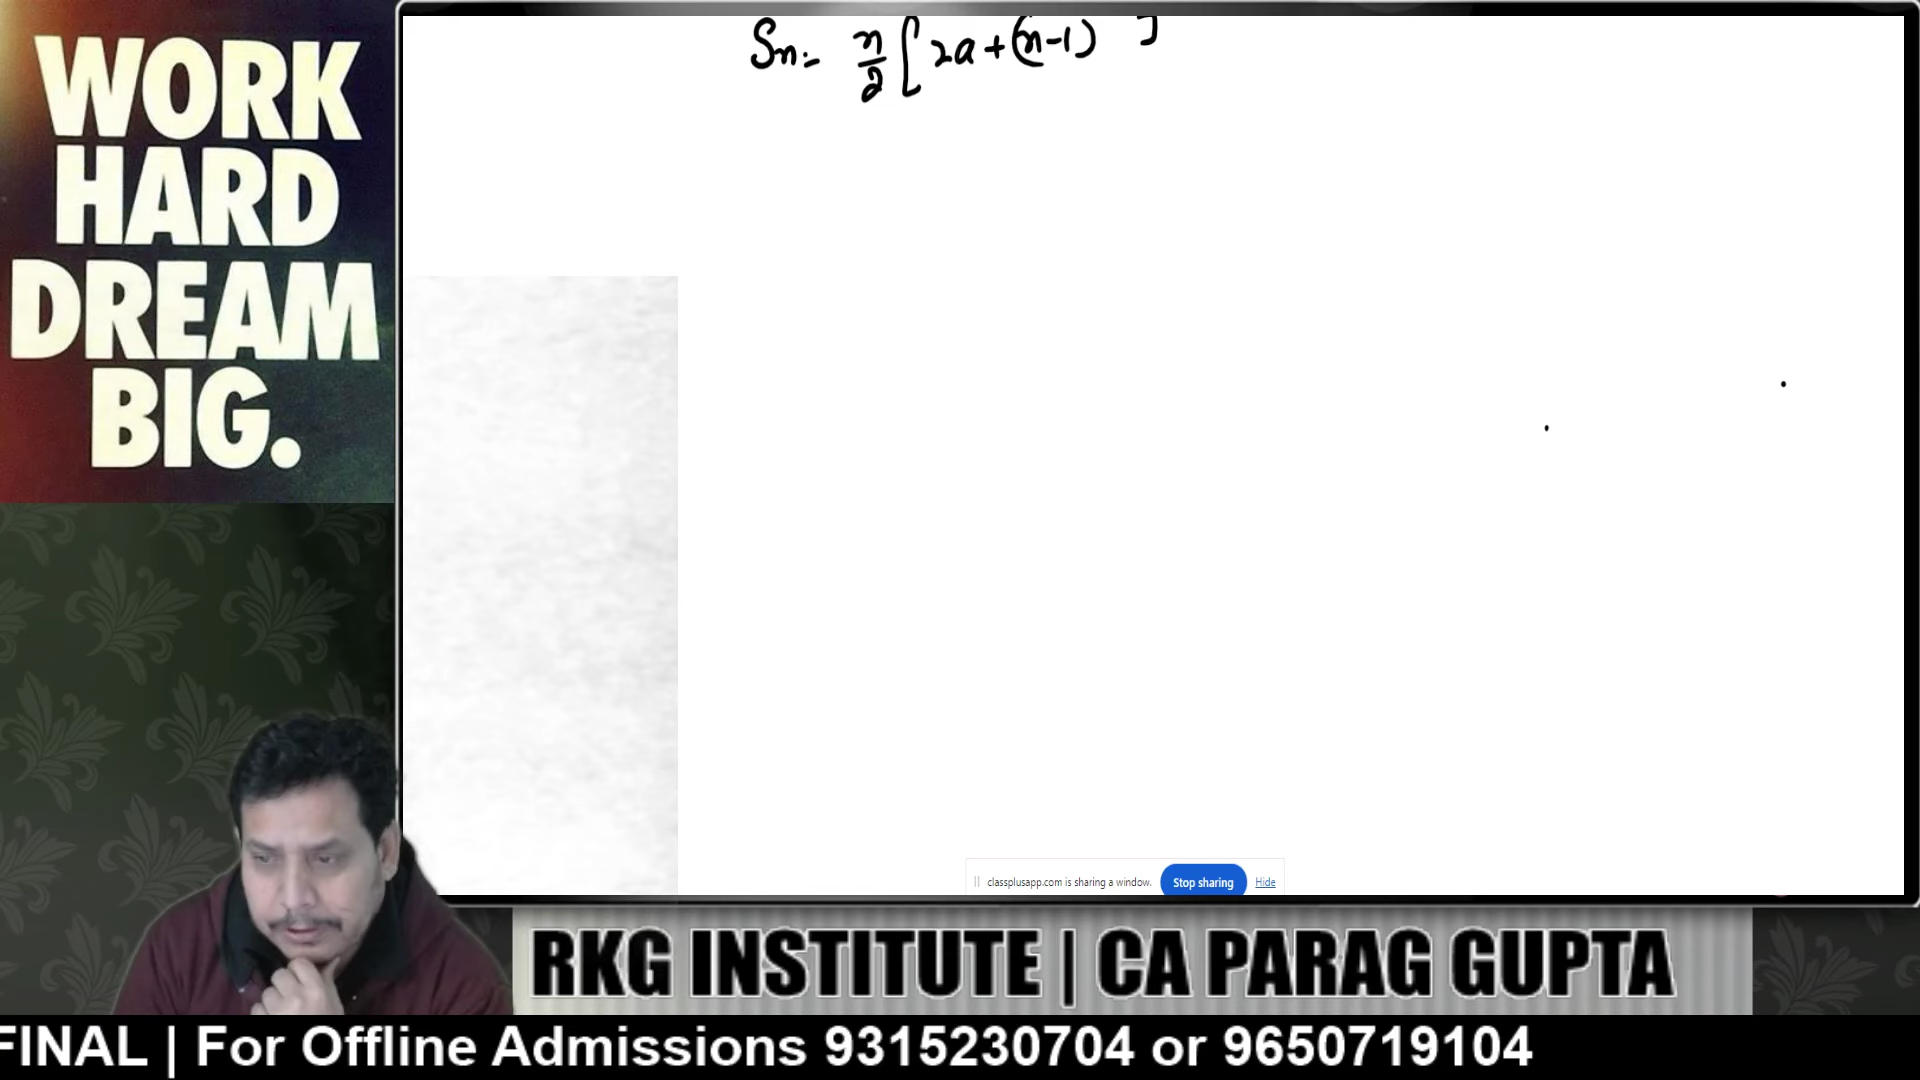 WORK
HARD
DREAM
BIG.
Sn= n/2 [2a+(n-1) ]
classplusapp.com is sharing a window. Stop sharing Hide
RKG INSTITUTE | CA PARAG GUPTA
FINAL | For Offline Admissions 9315230704 or 9650719104